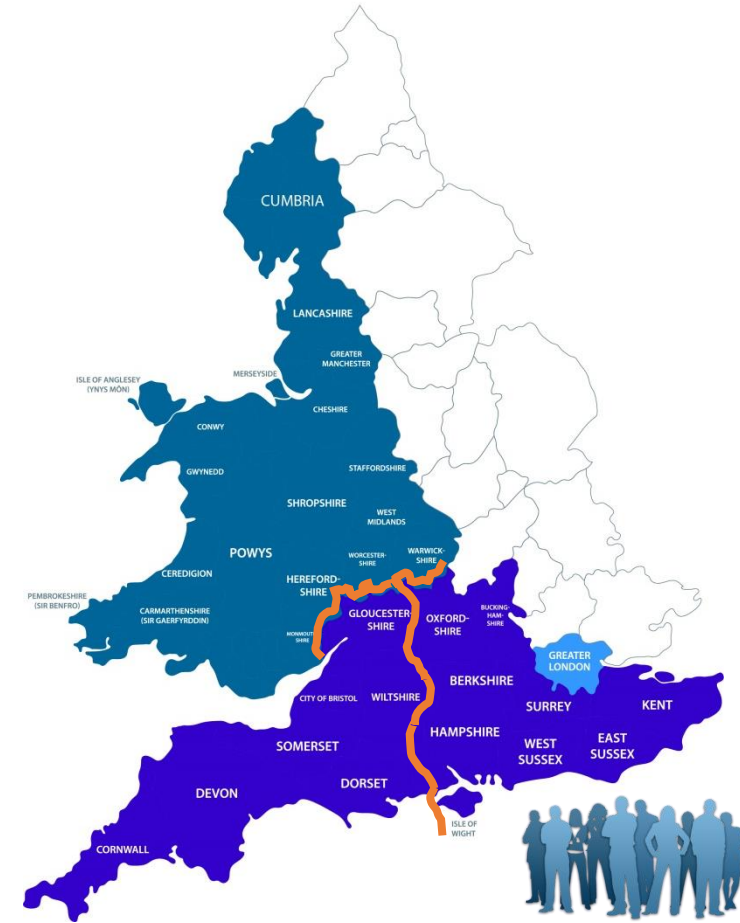 CUMBRIA
LANCASHIRE
GREATER
MANCHESTER
MERSEYSIDE
ISLE OF ANGLESEY
(YNYS MÔN)
CHESHIRE
CONWY
GWYNEDD
STAFFORDSHIRE
SHROPSHIRE
WEST
MIDLANDS
POWYS
WORCESTER-
SHIRE
WARWICK-
SHIRE
CEREDIGION
HEREFORD-
SHIRE
PEMBROKESHIRE
(SIR BENFRO)
CARMARTHENSHIRE
(SIR GAERFYRDDIN)
MONMOUT
SHIRE
GLOUCESTER
SHIRE
OXFORD-
SHIRE
BUCKING-
HAM-
SHIRE
GREATER
LONDON
BERKSHIRE
CITY OF BRISTOL
WILTSHIRE
SURREY
KENT
HAMPSHIRE
WEST
SUSSEX
EAST
SUSSEX
SOMERSET
DORSET
DEVON
ISLE OF
WIGHT
CORNWALL